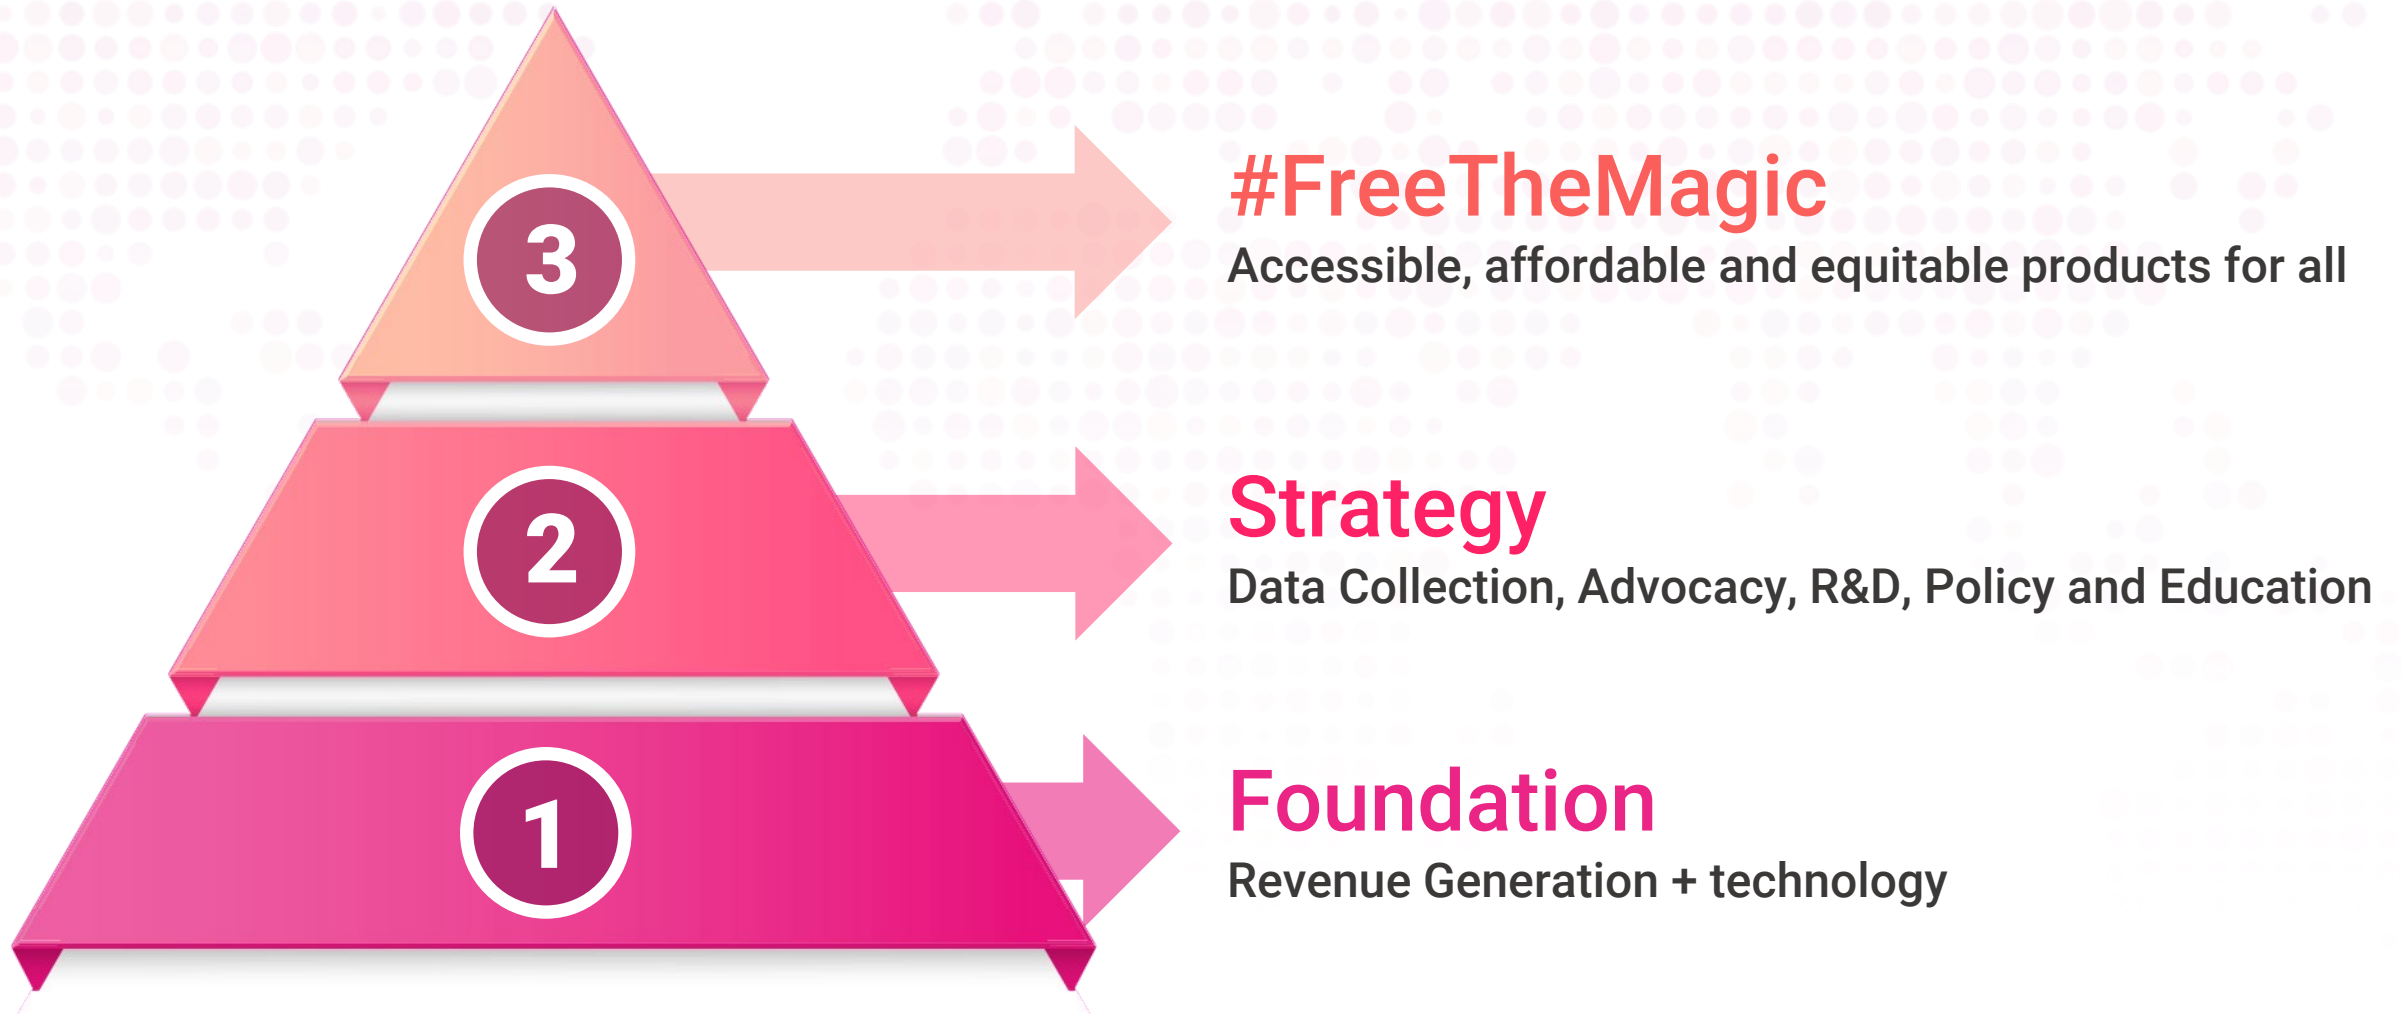 3
#FreeTheMagic
Accessible, affordable and equitable products for all
2
Strategy
Data Collection, Advocacy, R&D, Policy and Education
1
Foundation
Revenue Generation + technology